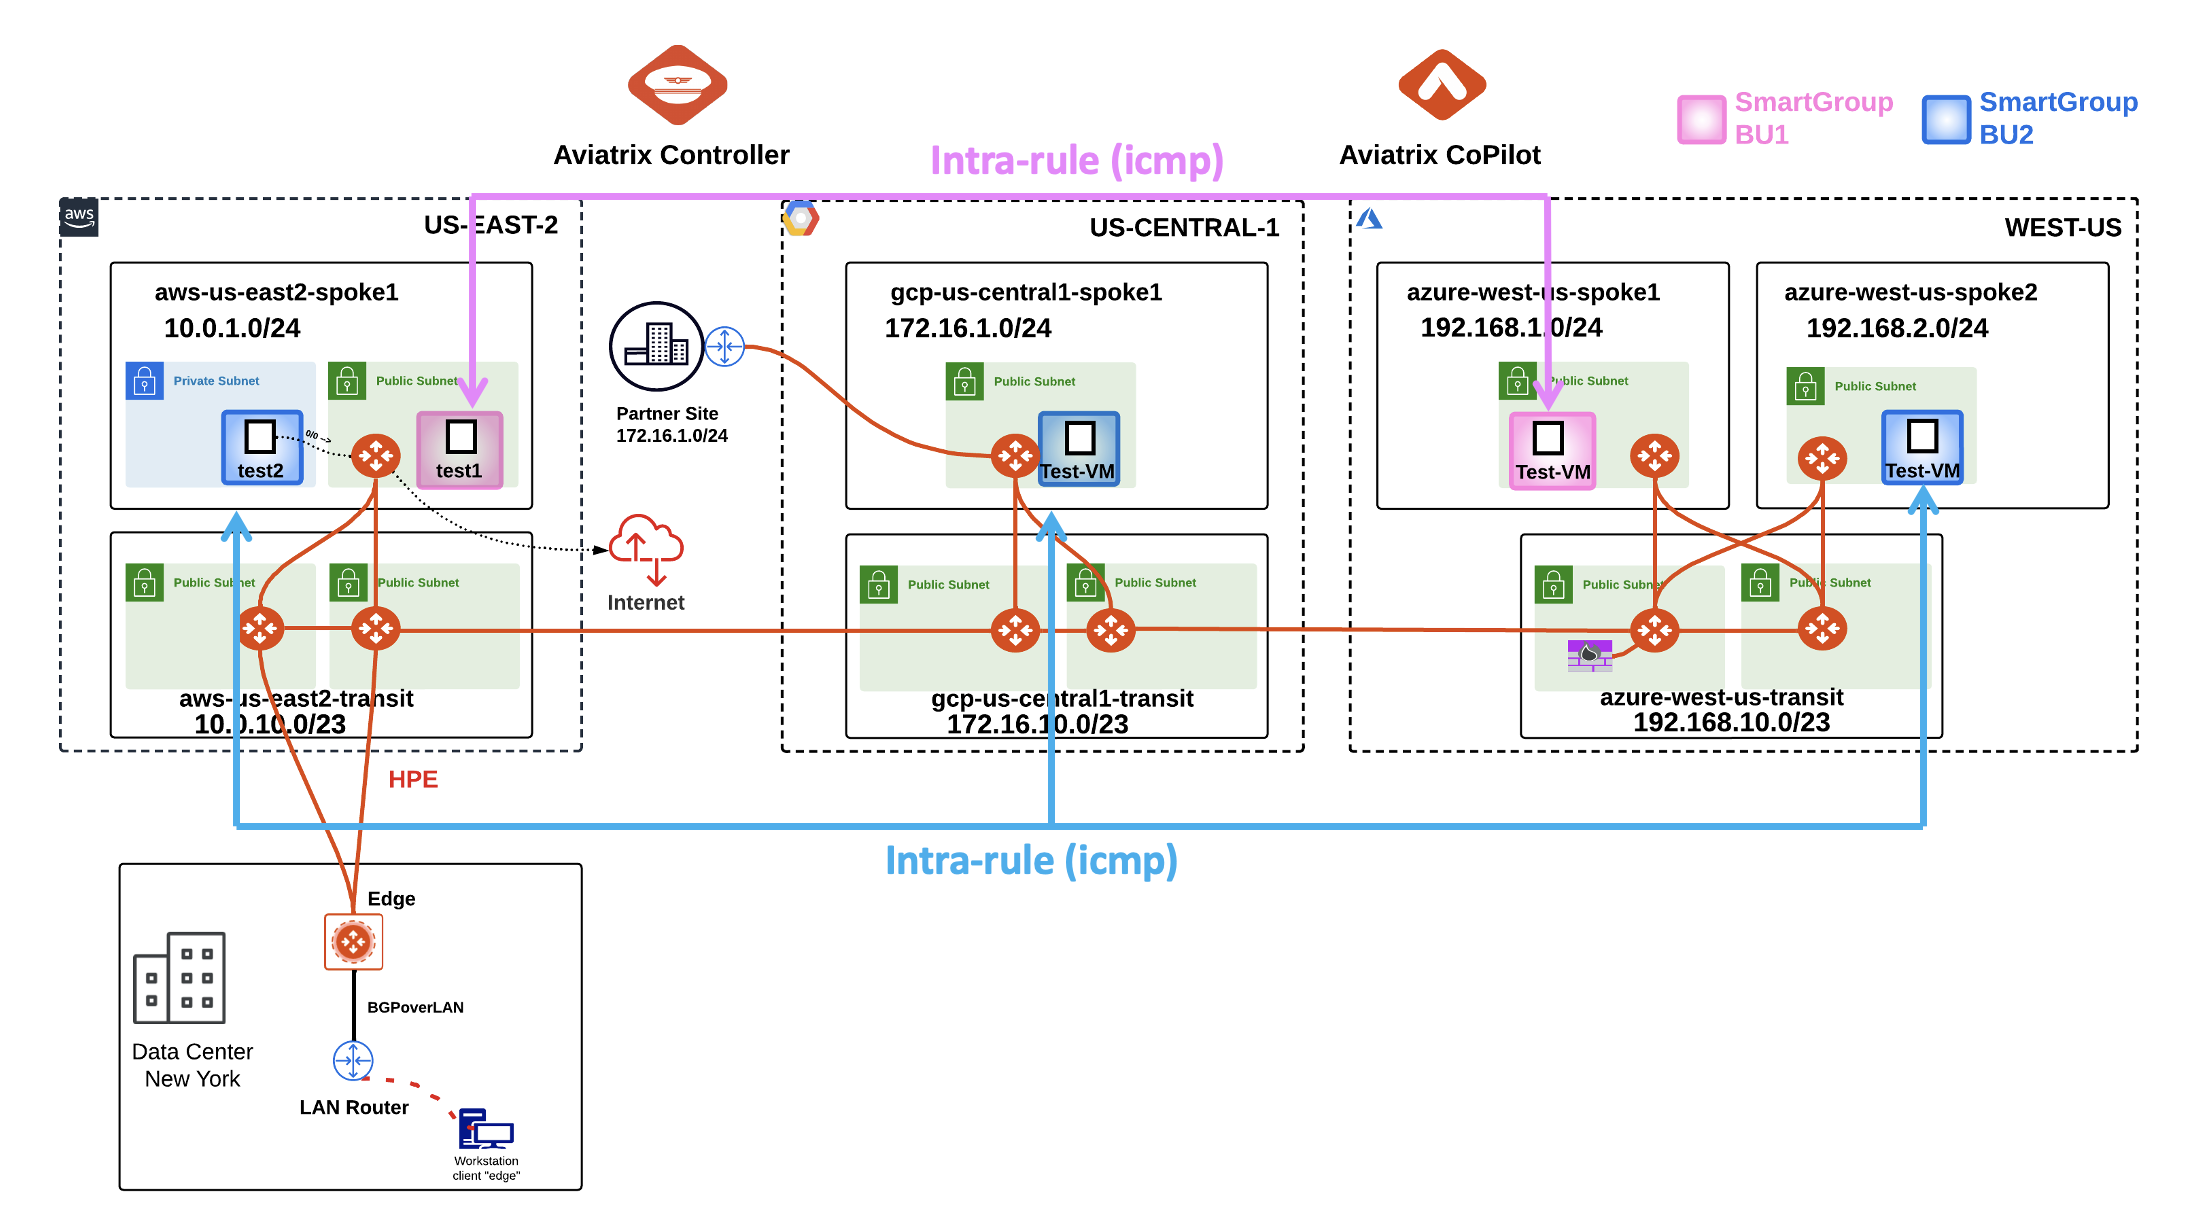 SmartGroup
BU1
SmartGroup
BU2
Aviatrix Controller
Intra-rule (icmp)
Aviatrix CoPilot
aws
US-EAST-2
US-CENTRAL-1
WEST-US
aws-us-east2-spoke1
10.0.1.0/24
Private Subnet
Public Subnet
test2
0/0 -->
test1
Partner Site
172.16.1.0/24
gcp-us-central1-spoke1
172.16.1.0/24
Public Subnet
Test-VM
azure-west-us-spoke1
192.168.1.0/24
Public Subnet
Test-VM
azure-west-us-spoke2
192.168.2.0/24
Public Subnet
Test-VM
Internet
Public Subnet
Public Subnet
aws-us-east2-transit
10.0.10.0/23
Public Subnet
Public Subnet
gcp-us-central1-transit
172.16.10.0/23
Public Subnet
Public Subnet
azure-west-us-transit
192.168.10.0/23
HPE
Intra-rule (icmp)
Edge
BGPoverLAN
Data Center
New York
LAN Router
Workstation
client "edge"